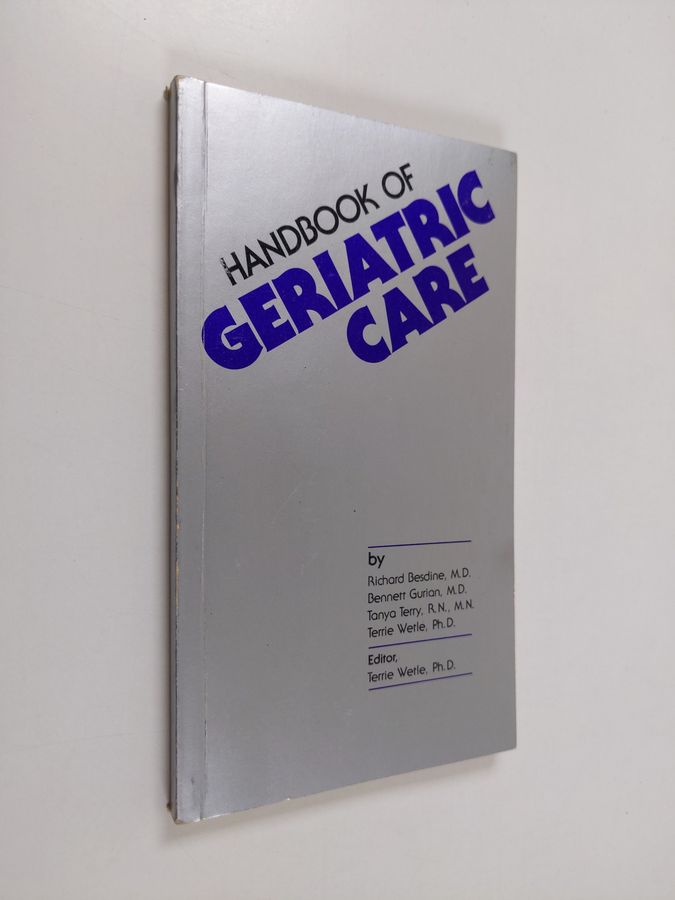 HANDBOOK OF
GERIATRIC
CARE
by
Richard Besdine, M.D.
Bennett Gurian, M.D.
Tanya Terry, R.N., M.N.
Terrie Wetle, Ph.D.
Editor,
Terrie Wetle, Ph.D.